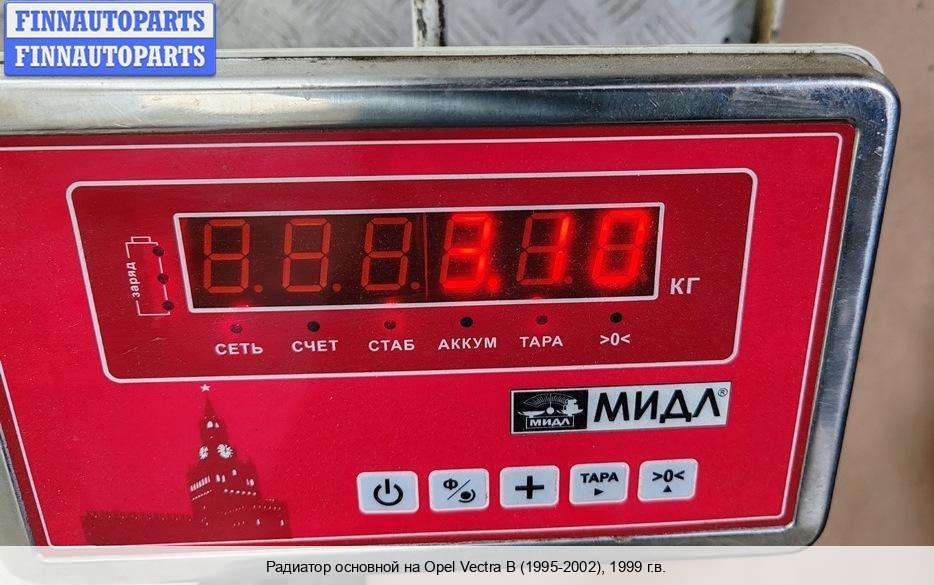 FINNAUTOPARTS
FINNAUTOPARTS
3.10
КГ
заряд
СЕТЬ СЧЕТ СТАБ АККУМ ТАРА >0<
МИДЛ МИДЛ®
Ф ТАРА >0<
Радиатор основной на Opel Vectra B (1995-2002), 1999 г.в.